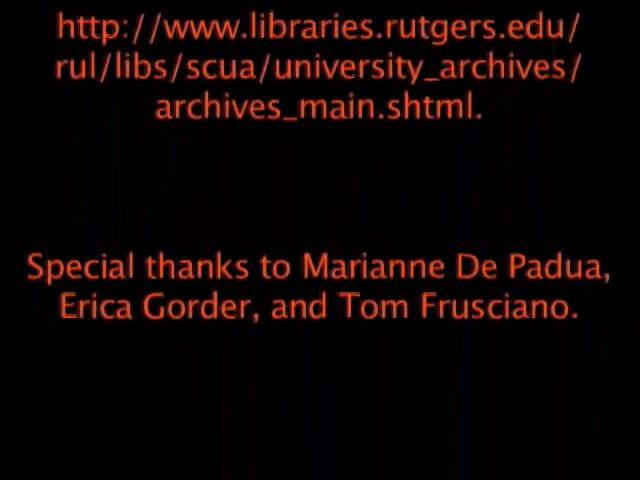 http://www.libraries.rutgers.edu/
rul/libs/scua/university_archives/
archives_main.shtml.
Special thanks to Marianne De Padua,
Erica Gorder, and Tom Frusciano.